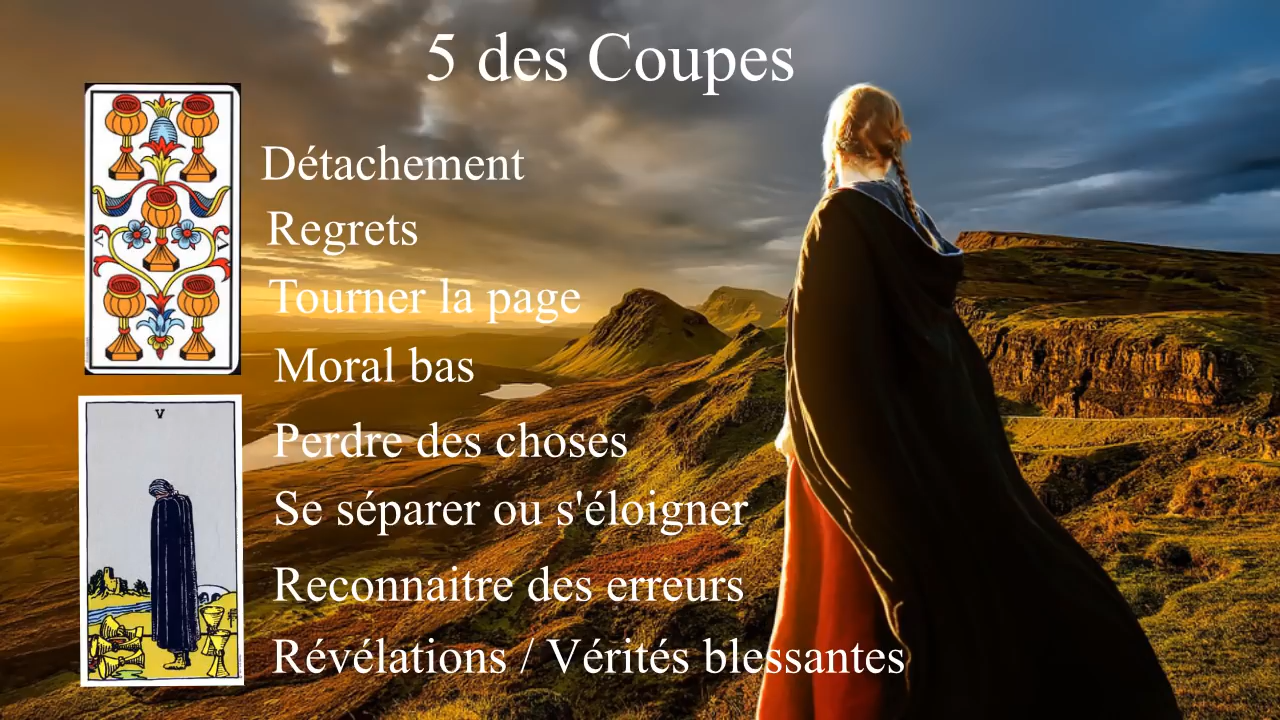 5 des Coupes
Détachement
Regrets
Tourner la page
Moral bas
Perdre des choses
V
Se séparer ou s'éloigner
Reconnaitre des erreurs
Révélations / Vérités blessantes